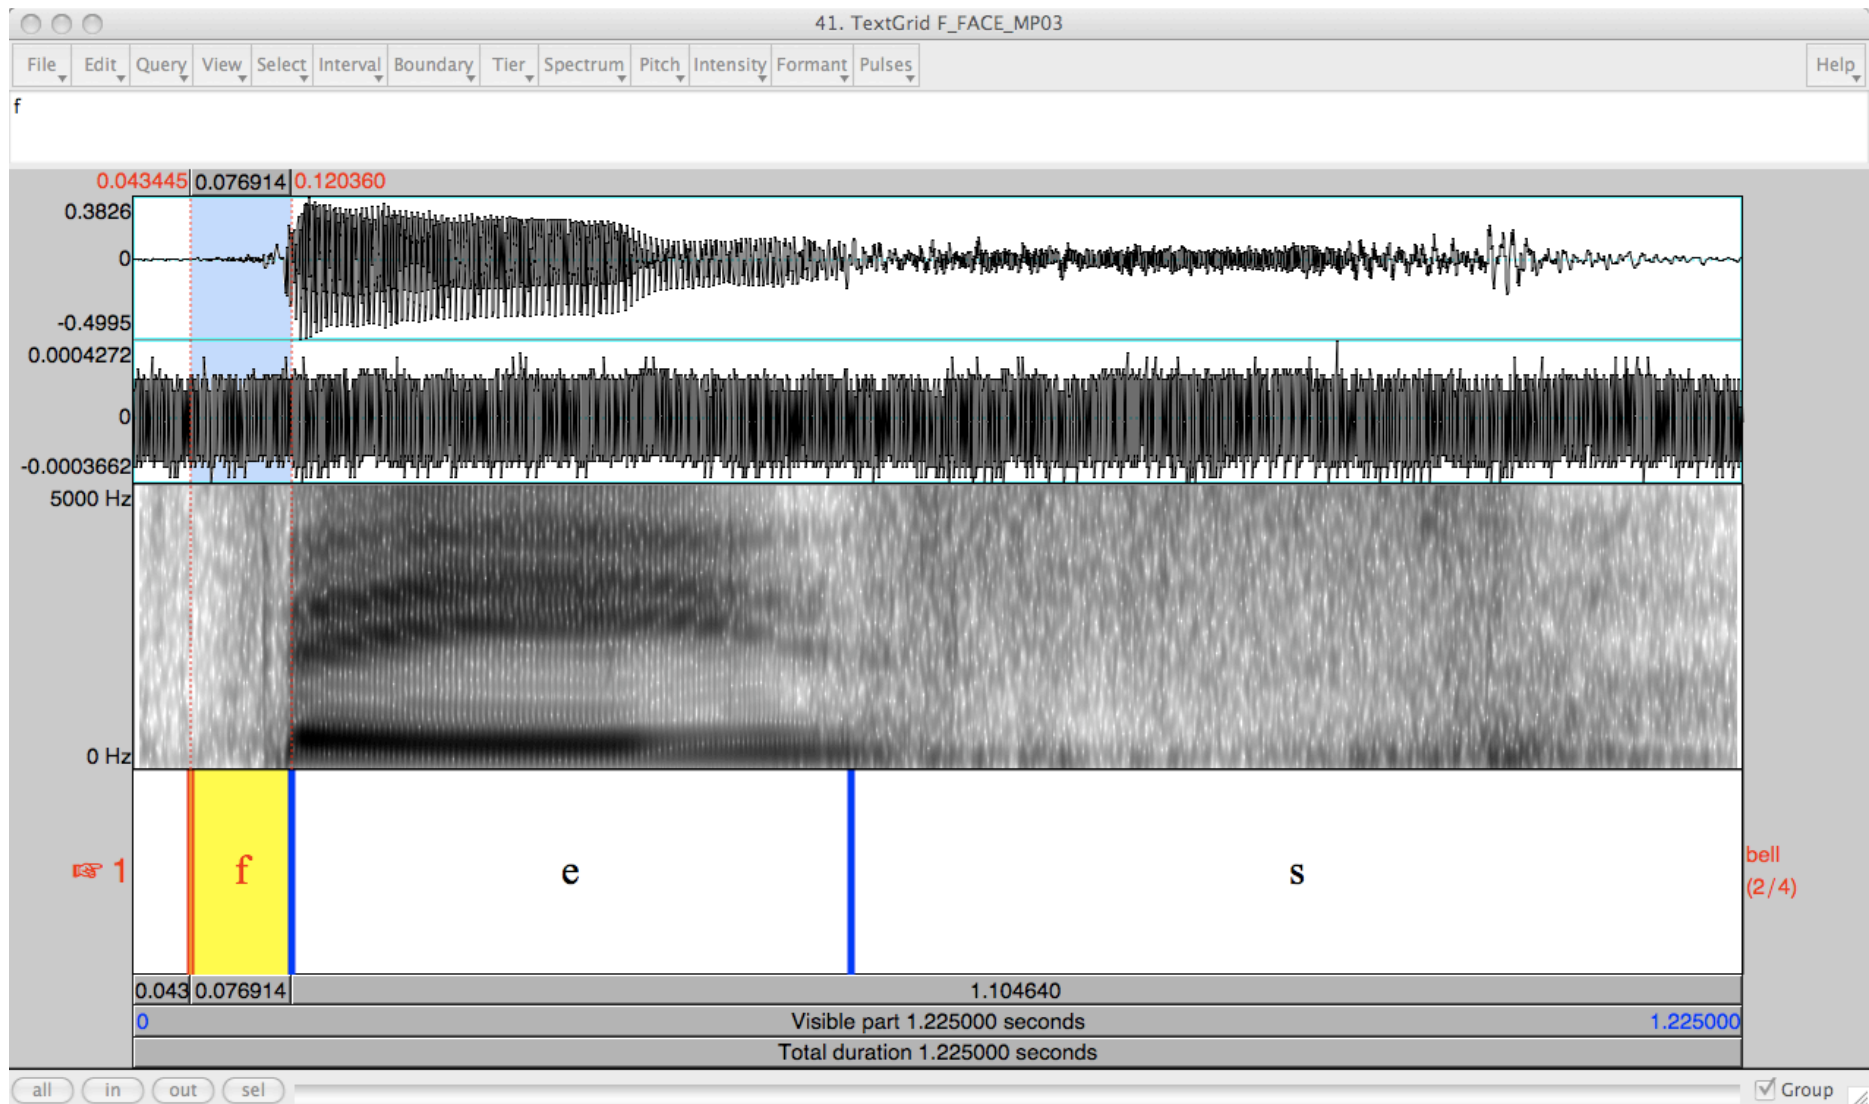 41. TextGrid F_FACE_MP03
File Edit Query View Select Interval Boundary Tier Spectrum Pitch Intensity Formant Pulses Help
f
0.043445 0.076914 0.120360
0.3826
0
-0.4995
0.0004272
0
-0.0003662
5000 Hz
0 Hz
☞ 1 f e s bell
(2/4)
0.043 0.076914 1.104640
0 Visible part 1.225000 seconds 1.225000
Total duration 1.225000 seconds
all in out sel Group